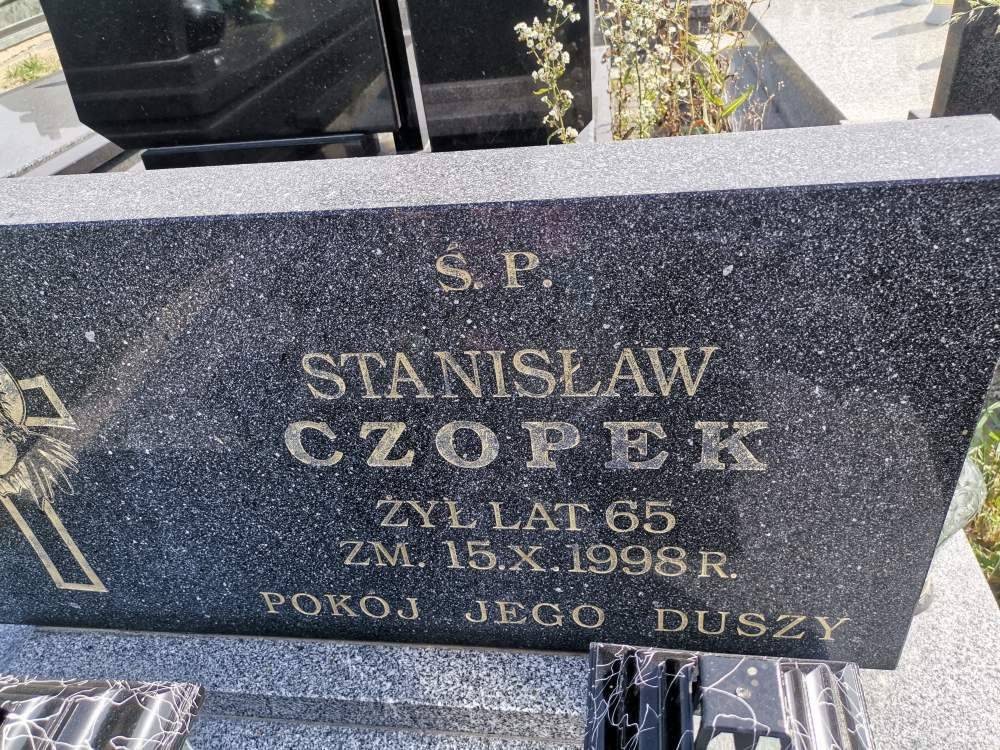 Ś. P.
STANISŁAW
CZOPEK
ŻYŁ LAT 65
ZM. 15.X.1998 R.
POKÓJ JEGO DUSZY